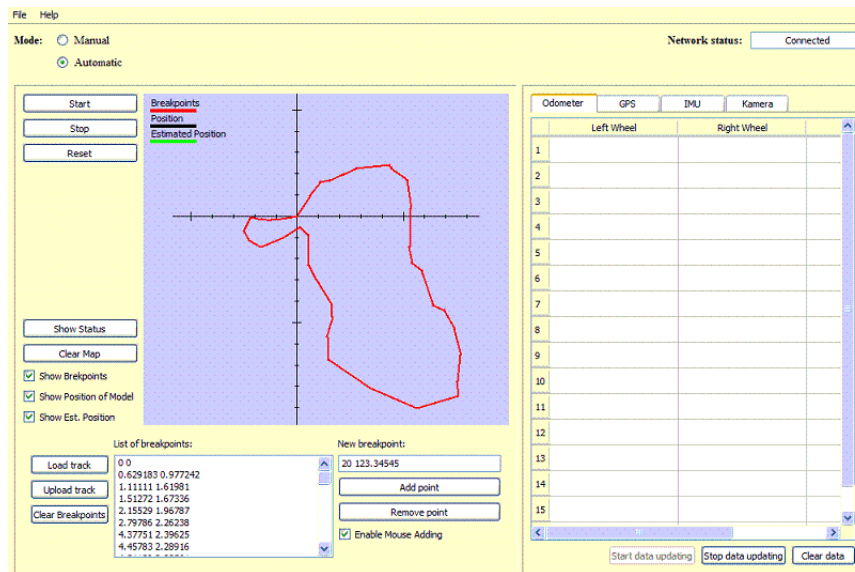 File Help
Mode: Manual
Automatic
Network status: Connected
Start
Stop
Reset
Breakpoints
Position
Estimated Position
Show Status
Clear Map
Show Brekpoints
Show Position of Model
Show Est. Position
List of breakpoints:
Load track
Upload track
Clear Breakpoints
0 0
0.629183 0.977242
1.11111 1.61981
1.51272 1.67336
2.15529 1.96787
2.79786 2.26238
4.37751 2.39625
4.45783 2.28916
New breakpoint:
20 123.34545
Add point
Remove point
Enable Mouse Adding
Odometer GPS IMU Kamera
Left Wheel Right Wheel
1
2
3
4
5
6
7
8
9
10
11
12
13
14
15
Start data updating Stop data updating Clear data